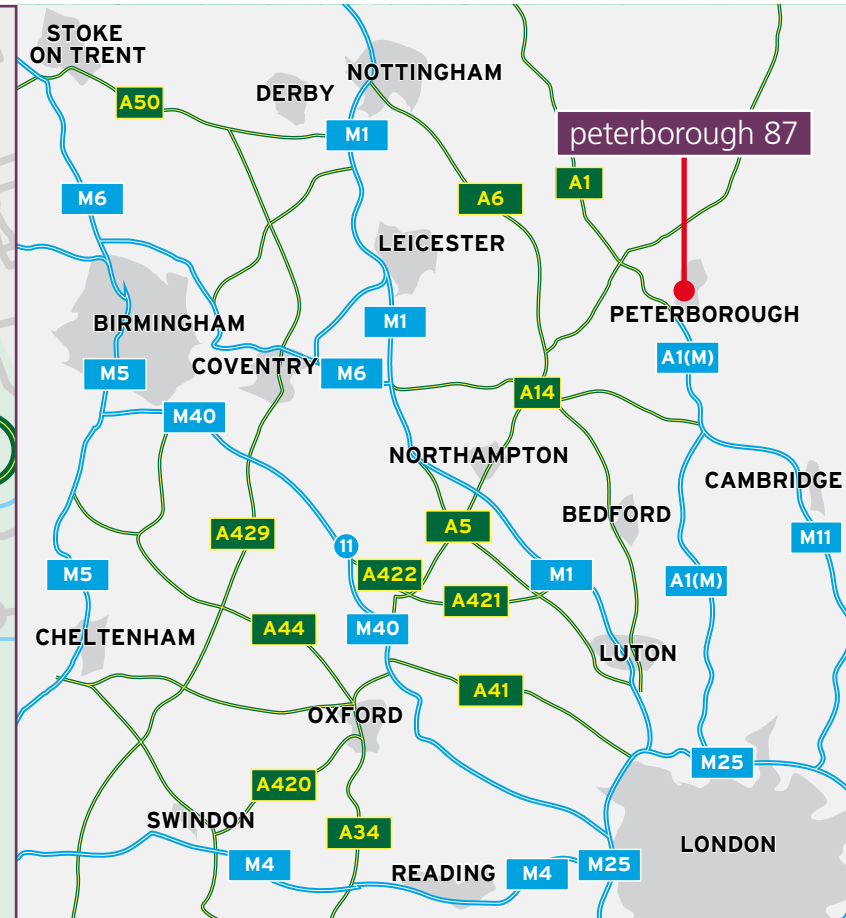 STOKE
ON TRENT
NOTTINGHAM
DERBY
A50
M1
peterborough 87
M6
A6
A1
LEICESTER
PETERBOROUGH
BIRMINGHAM
M1
A1(M)
COVENTRY
M6
M5
A14
M40
NORTHAMPTON
CAMBRIDGE
BEDFORD
A429
A5
M11
11
A422
M1
M5
A1(M)
A421
A44
M40
CHELTENHAM
LUTON
A41
OXFORD
M25
A420
SWINDON
A34
LONDON
M4
READING
M4
M25